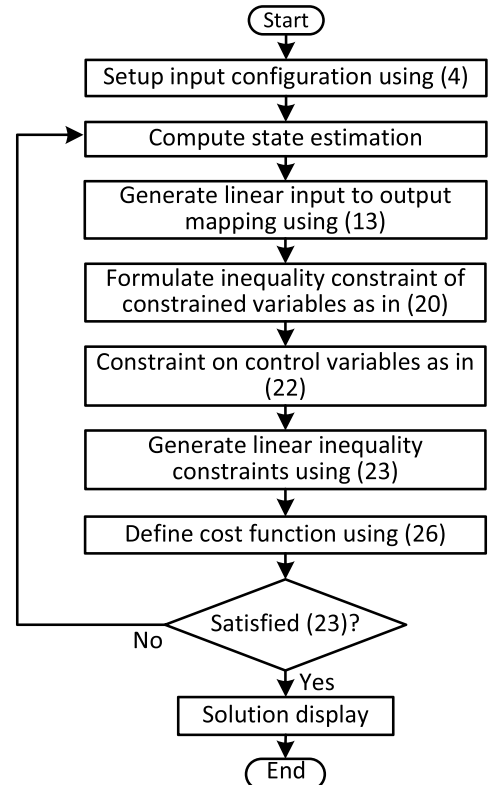 Start
Setup input configuration using (4)
Compute state estimation
Generate linear input to output
mapping using (13)
Formulate inequality constraint of
constrained variables as in (20)
Constraint on control variables as in
(22)
Generate linear inequality
constraints using (23)
Define cost function using (26)
Satisfied (23)?
No
Yes
Solution display
End